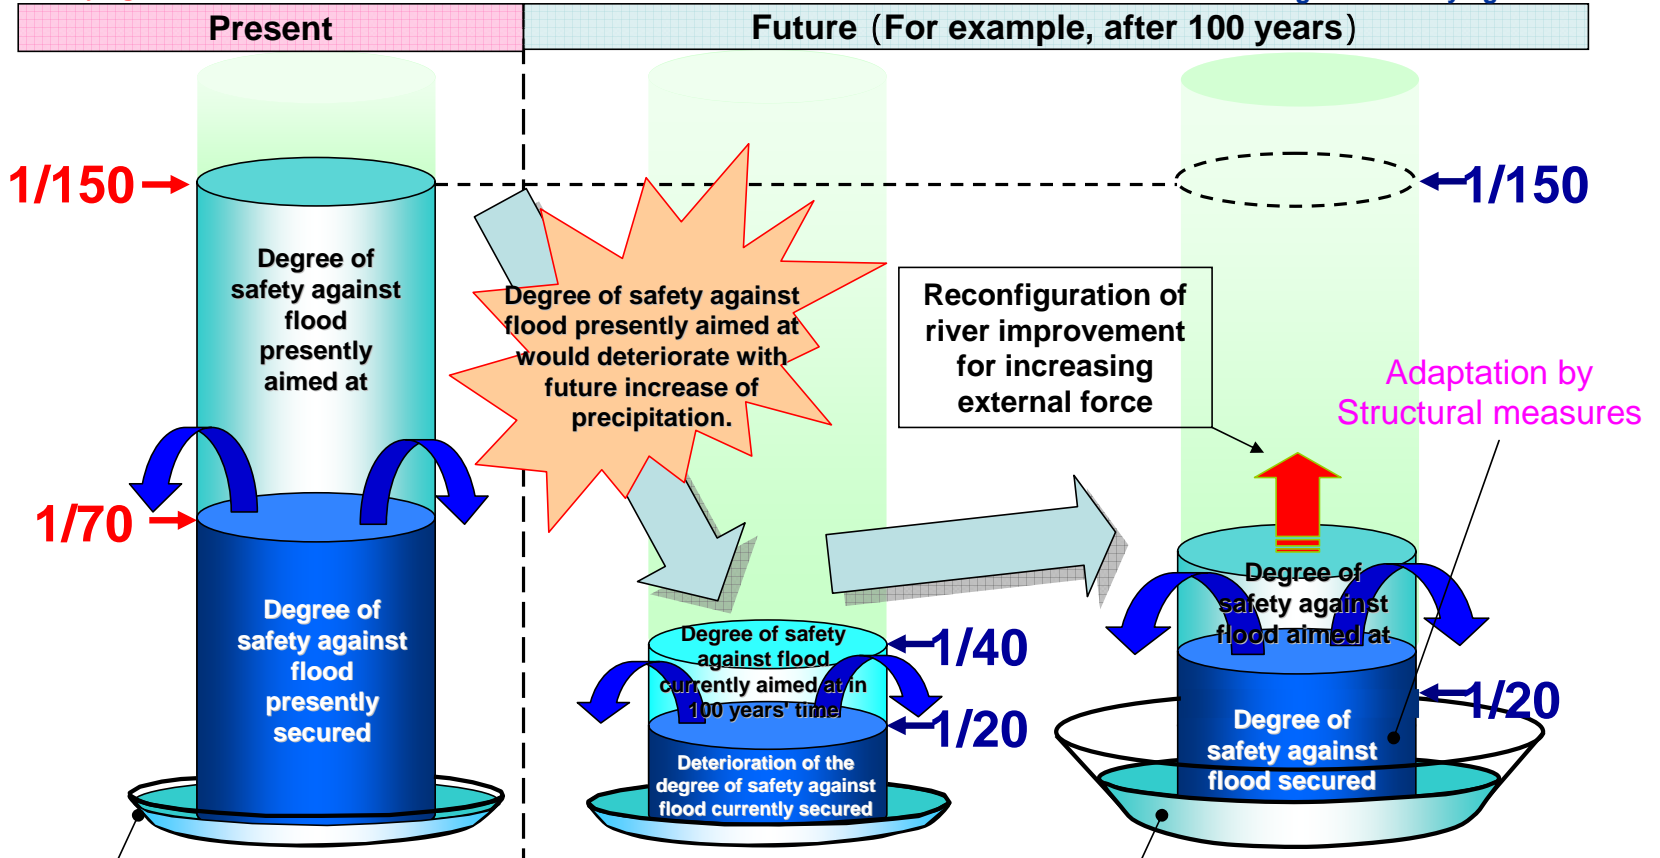 Present
Future (For example, after 100 years)
1/150
Degree of
safety against
flood
presently
aimed at
1/70
Degree of
safety against
flood
presently
secured
Degree of safety against
flood presently aimed at
would deteriorate with
future increase of
precipitation.
Degree of safety
against flood
currently aimed at in
100 years' time
1/40
1/20
Deterioration of the
degree of safety against
flood currently secured
Reconfiguration of
river improvement
for increasing
external force
1/150
Adaptation by
Structural measures
Degree of
safety against
flood aimed at
1/20
Degree of
safety against
flood secured